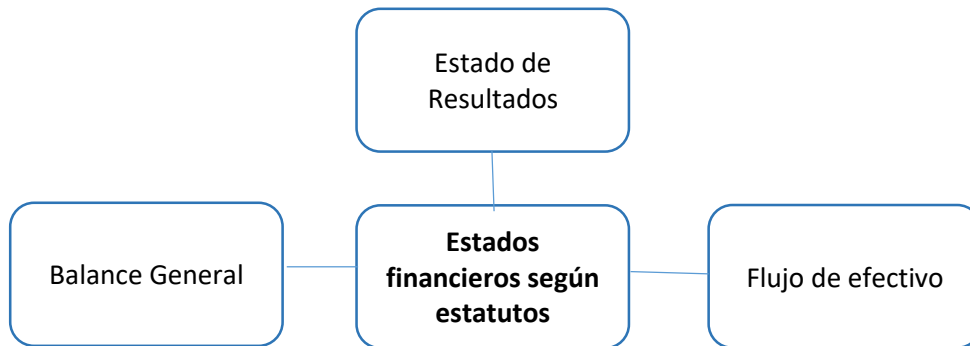 Estado de
Resultados
Balance General
Estados
financieros según
estatutos
Flujo de efectivo